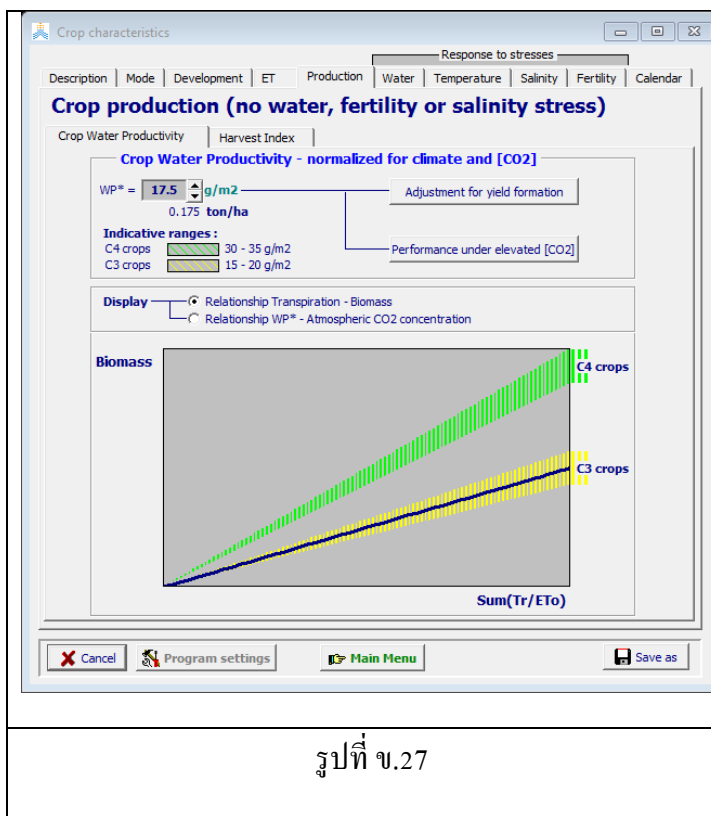 Crop characteristics
Response to stresses
Description Mode Development ET Production Water Temperature Salinity Fertility Calendar
Crop production (no water, fertility or salinity stress)
Crop Water Productivity Harvest Index
Crop Water Productivity - normalized for climate and [CO2]
WP* = 17.5 g/m2 Adjustment for yield formation
0.175 ton/ha
Indicative ranges :
C4 crops 30 - 35 g/m2 Performance under elevated [CO2]
C3 crops 15 - 20 g/m2
Display Relationship Transpiration - Biomass
Relationship WP* - Atmospheric CO2 concentration
Biomass
C4 crops
C3 crops
Sum(Tr/ETo)
Cancel Program settings Main Menu Save as
รูปที่ ข.27